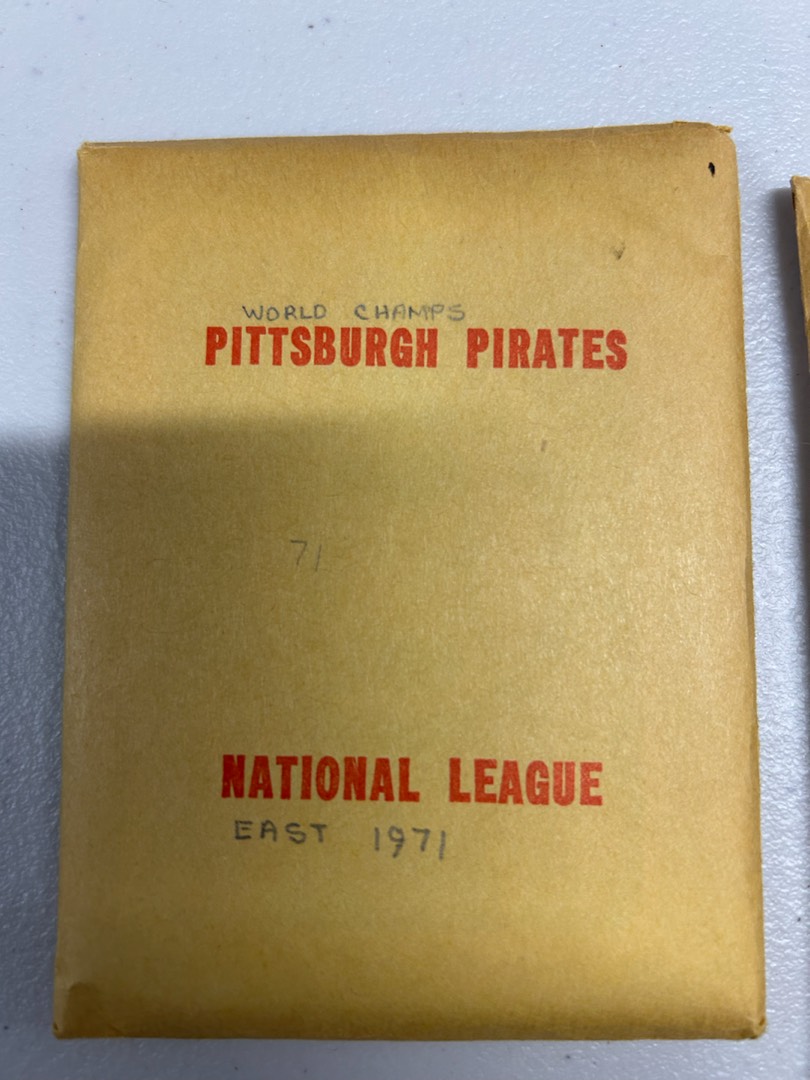 WORLD CHAMPS
PITTSBURGH PIRATES
71
NATIONAL LEAGUE
EAST 1971